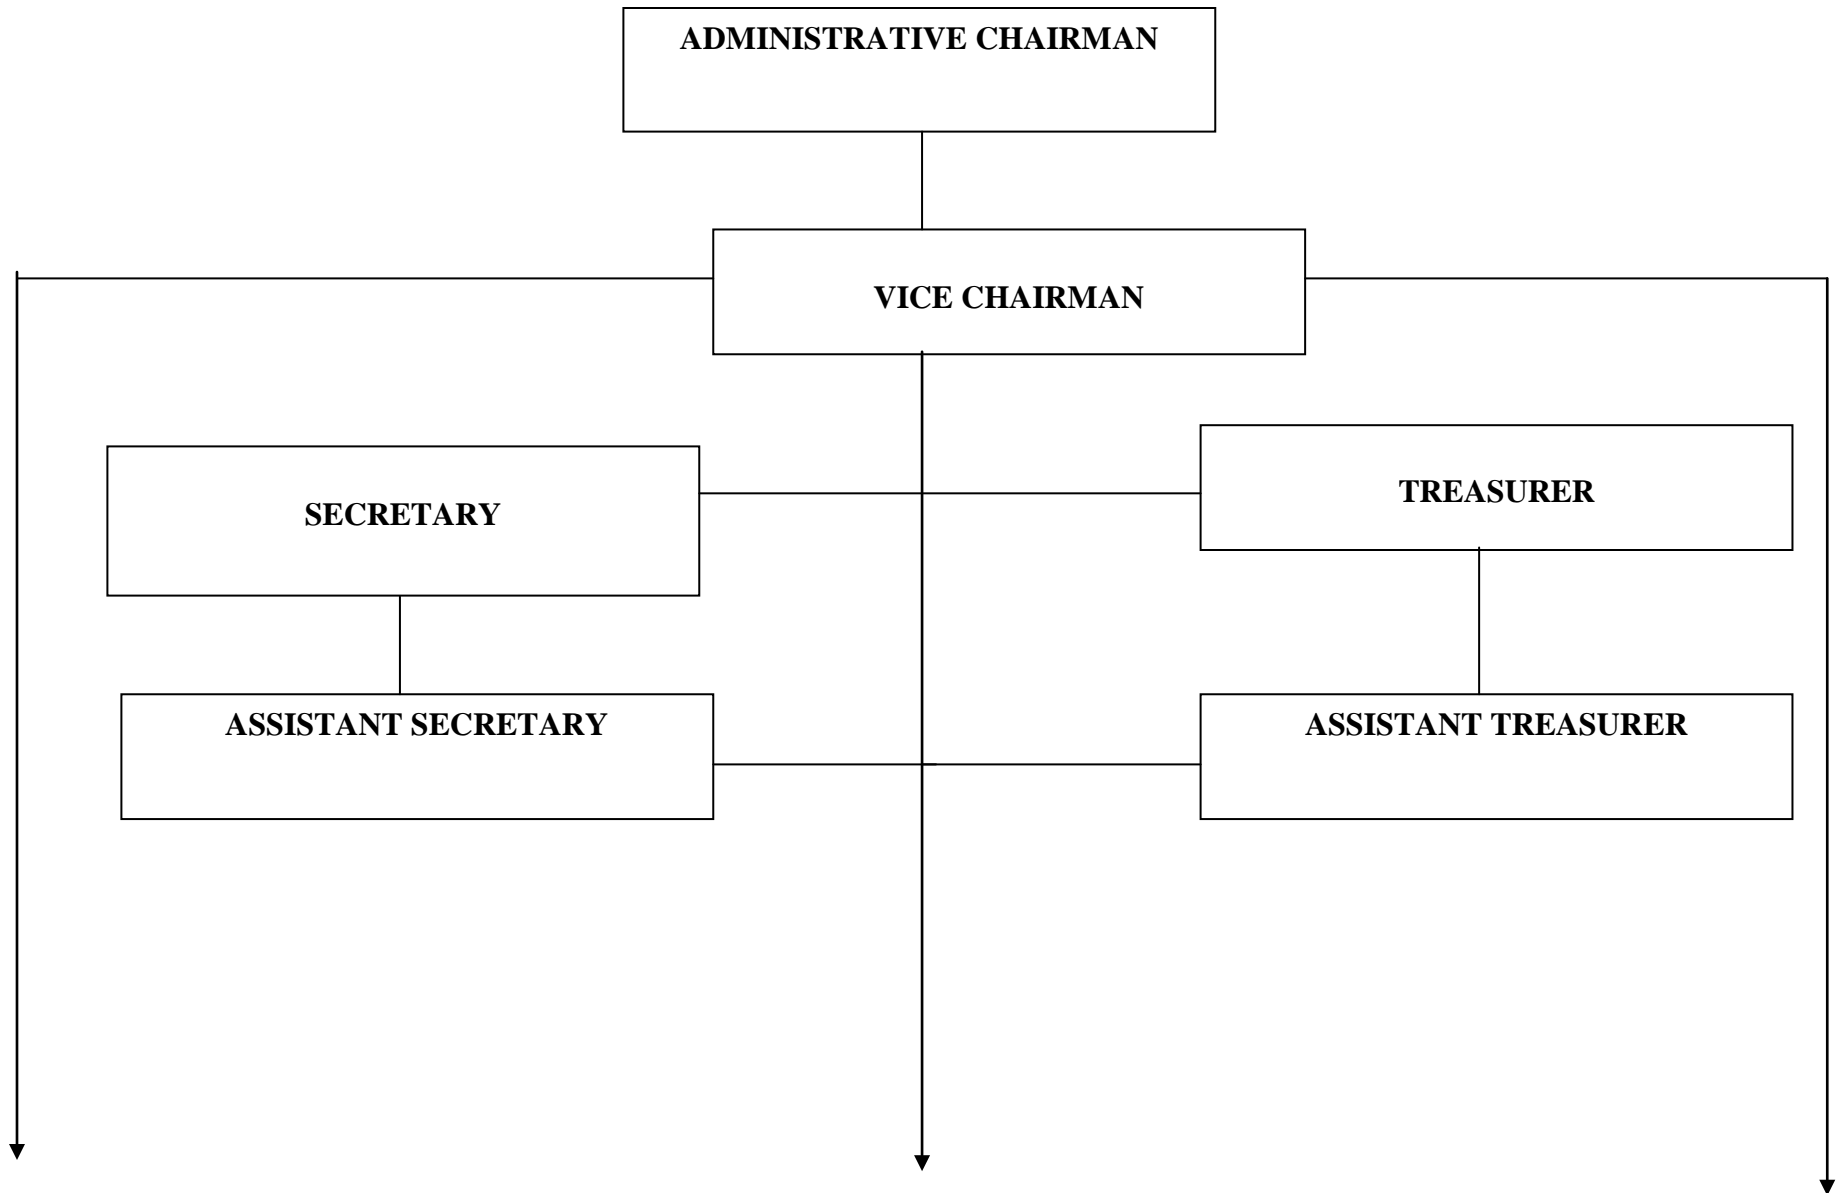 ADMINISTRATIVE CHAIRMAN
VICE CHAIRMAN
SECRETARY
TREASURER
ASSISTANT SECRETARY
ASSISTANT TREASURER